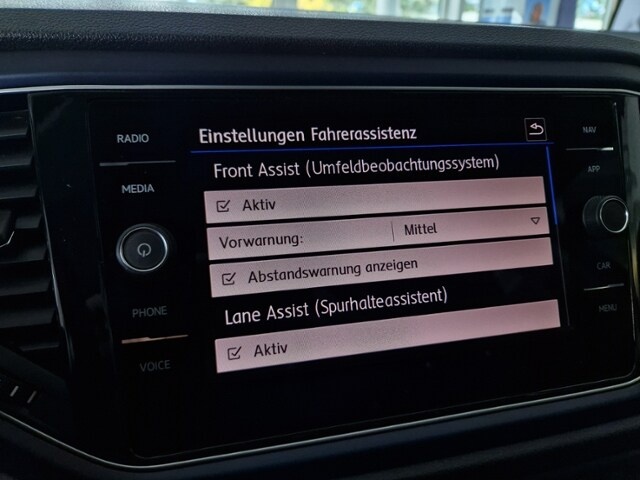 Einstellungen Fahrerassistenz
RADIO
MEDIA
PHONE
VOICE
Front Assist (Umfeldbeobachtungssystem)
Aktiv
Vorwarnung: Mittel
Abstandswarnung anzeigen
Lane Assist (Spurhalteassistent)
Aktiv
NAV
APP
CAR
MENU